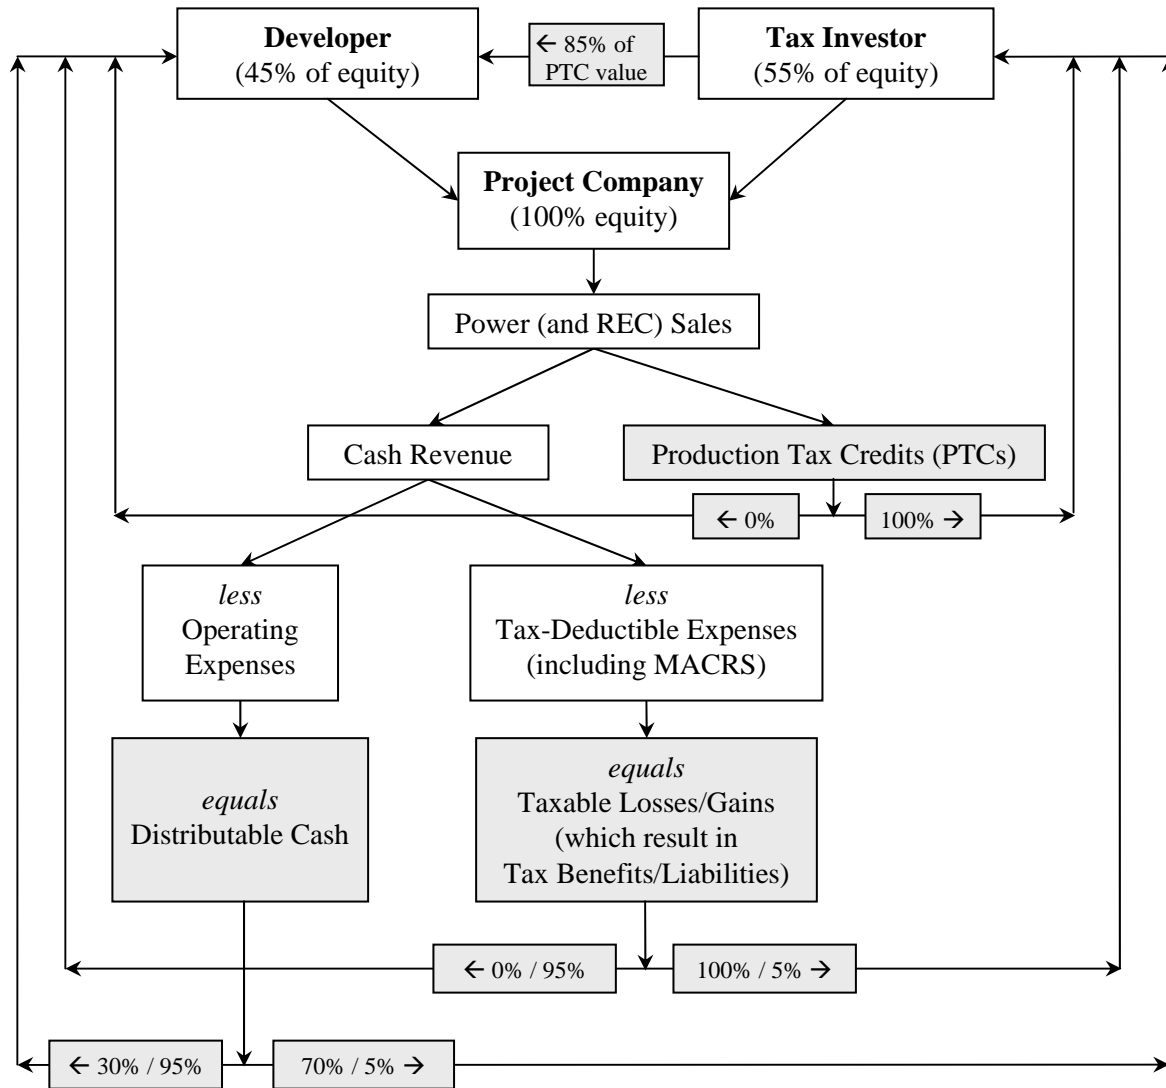 Developer
(45% of equity)
← 85% of
PTC value
Tax Investor
(55% of equity)
Project Company
(100% equity)
Power (and REC) Sales
Cash Revenue
Production Tax Credits (PTCs)
← 0%
100% →
less
Operating
Expenses
less
Tax-Deductible Expenses
(including MACRS)
equals
Distributable Cash
equals
Taxable Losses/Gains
(which result in
Tax Benefits/Liabilities)
← 0% / 95%
100% / 5% →
← 30% / 95%
70% / 5% →